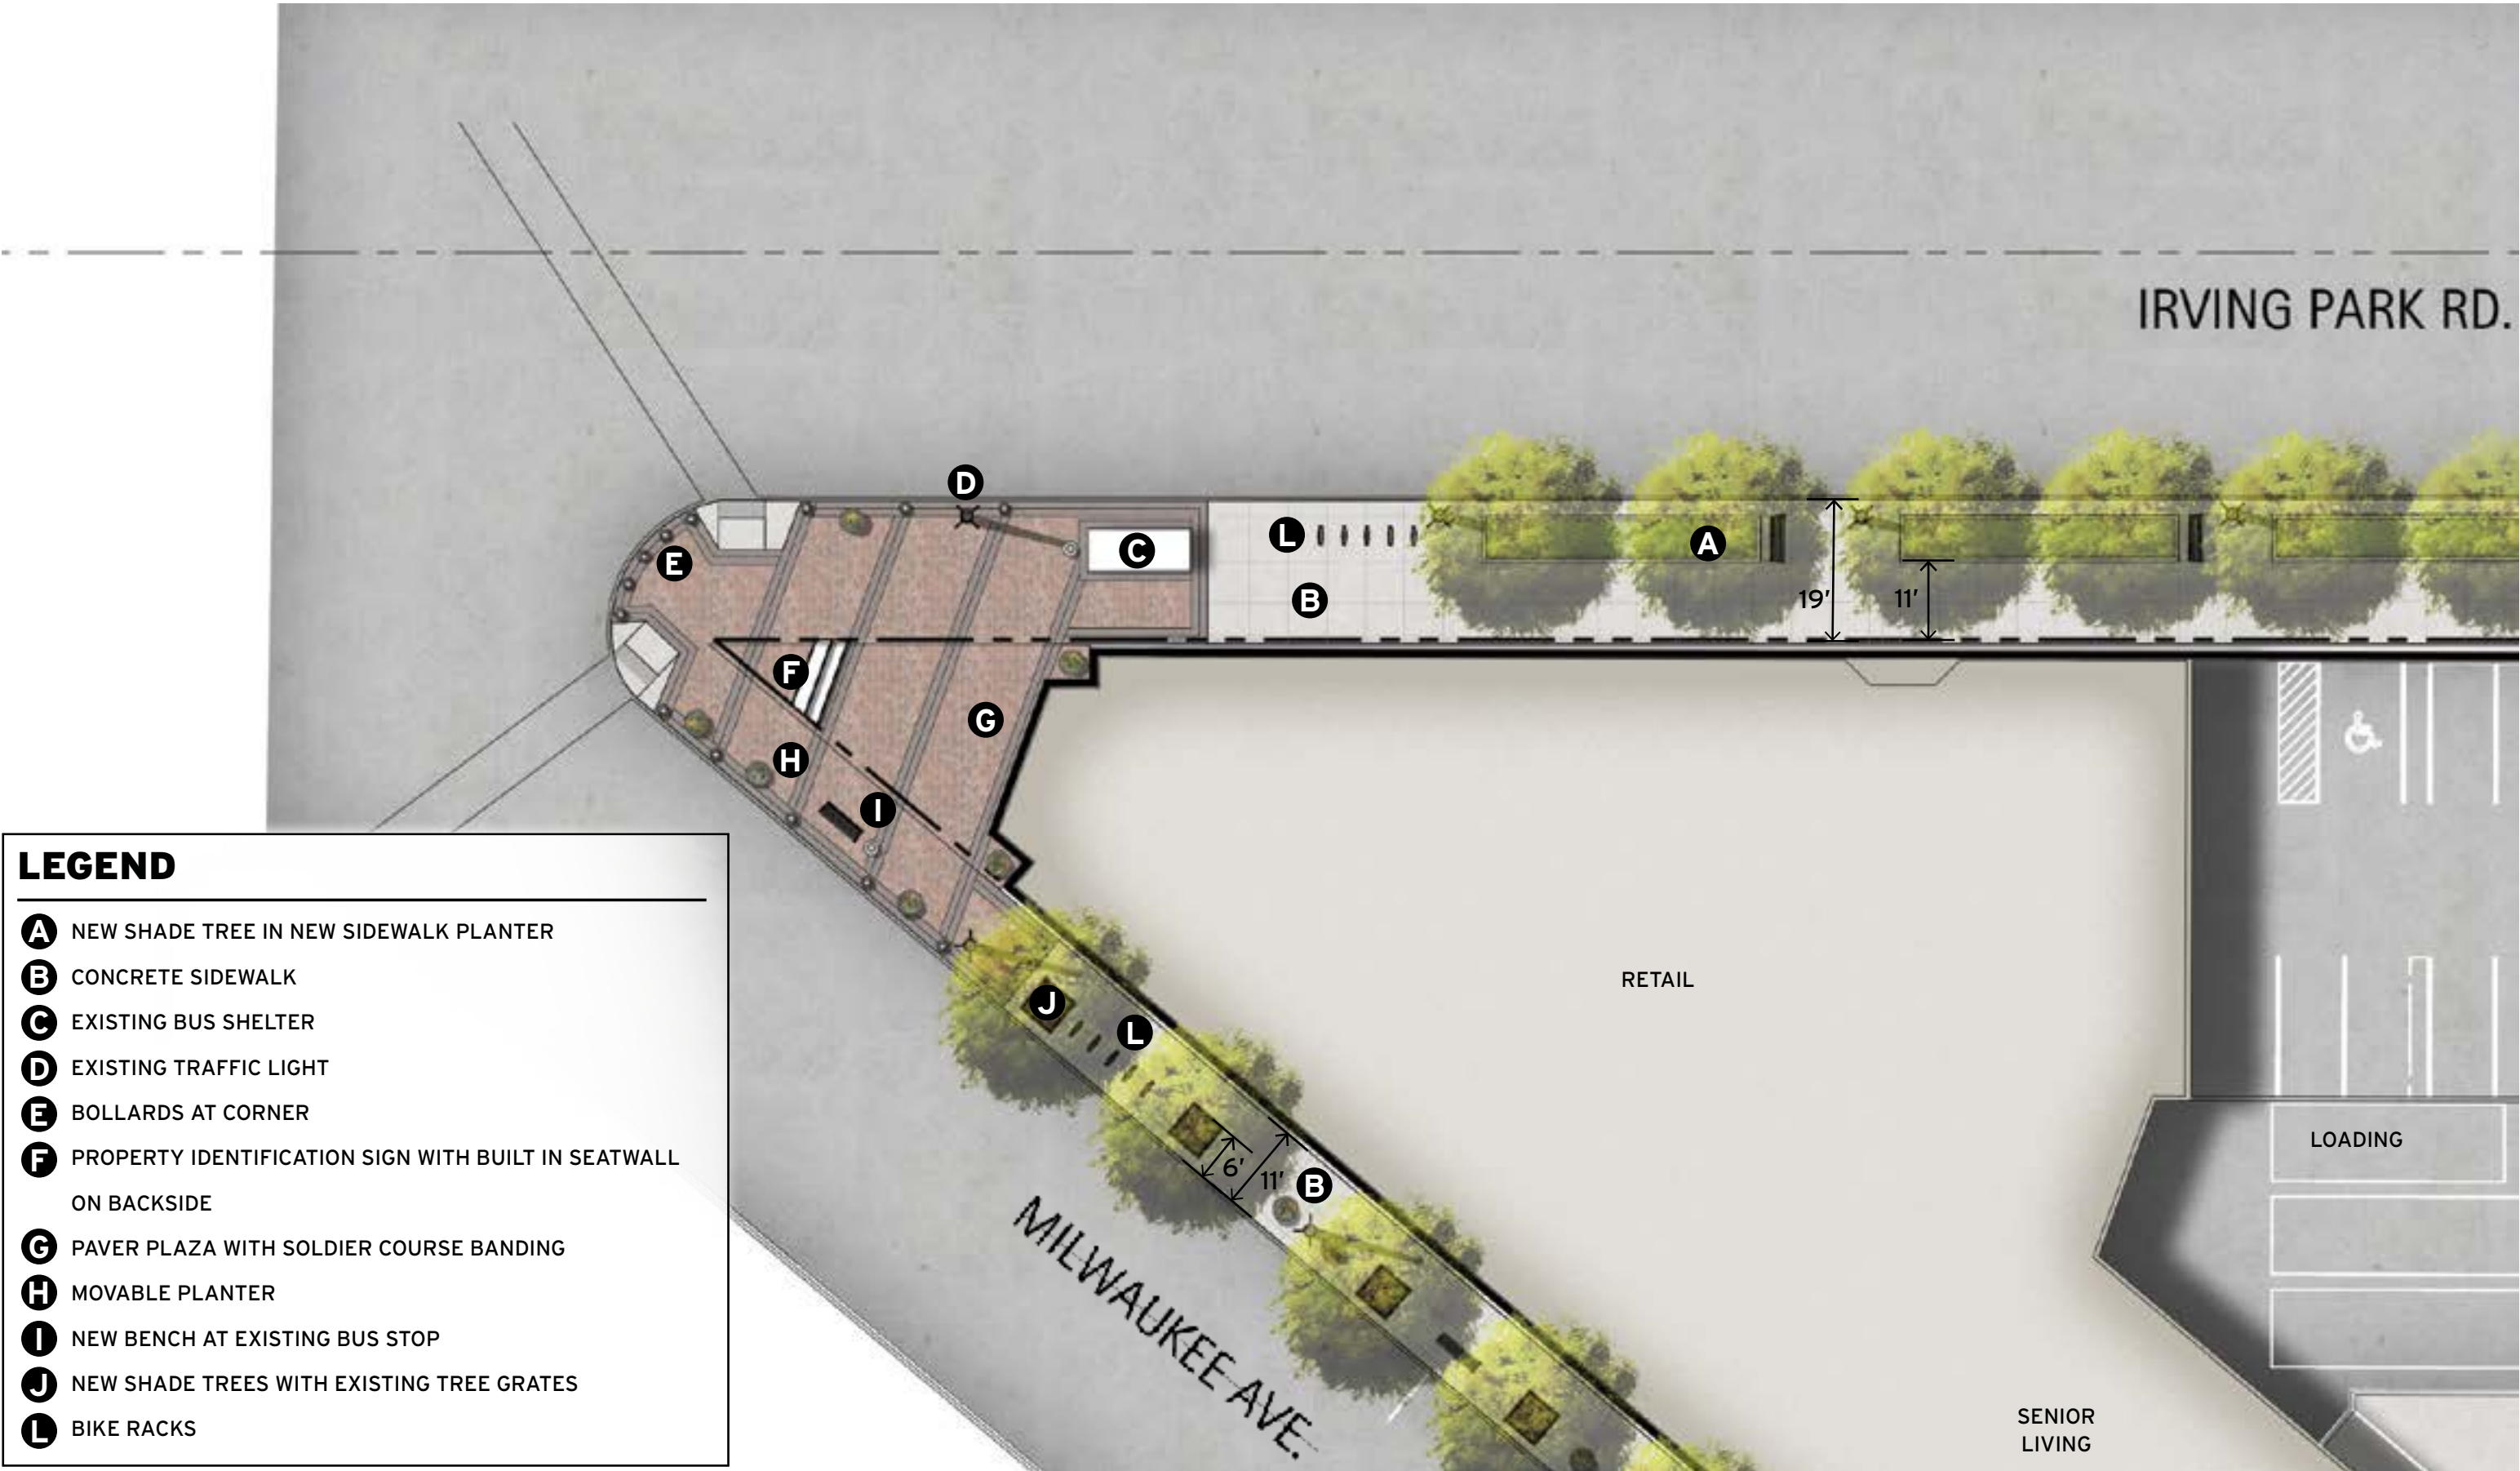 IRVING PARK RD.
D
L
E
C
A
B
19'
11'
F
G
H
I
J
L
6'
11'
B
MILWAUKEE AVE.
RETAIL
LOADING
SENIOR
LIVING
LEGEND
A NEW SHADE TREE IN NEW SIDEWALK PLANTER
B CONCRETE SIDEWALK
C EXISTING BUS SHELTER
D EXISTING TRAFFIC LIGHT
E BOLLARDS AT CORNER
F PROPERTY IDENTIFICATION SIGN WITH BUILT IN SEATWALL
ON BACKSIDE
G PAVER PLAZA WITH SOLDIER COURSE BANDING
H MOVABLE PLANTER
I NEW BENCH AT EXISTING BUS STOP
J NEW SHADE TREES WITH EXISTING TREE GRATES
L BIKE RACKS